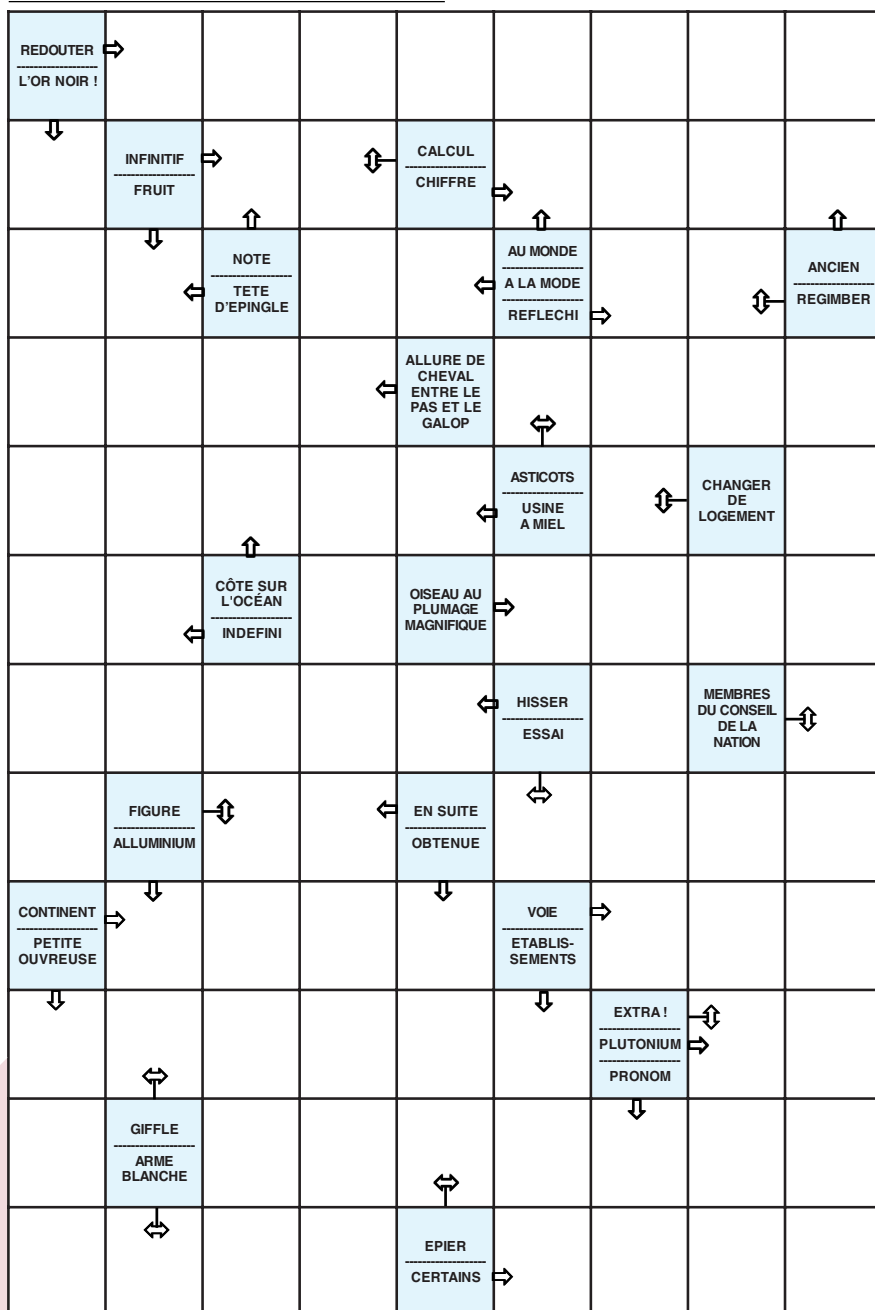 REDOUTER
L'OR NOIR !
INFINITIF
FRUIT
CALCUL
CHIFFRE
NOTE
TETE
D'EPINGLE
AU MONDE
A LA MODE
REFLECHI
ANCIEN
REGIMBER
ALLURE DE
CHEVAL
ENTRE LE
PAS ET LE
GALOP
ASTICOTS
USINE
A MIEL
CHANGER
DE
LOGEMENT
CÔTE SUR
L'OCÉAN
INDEFINI
OISEAU AU
PLUMAGE
MAGNIFIQUE
HISSER
ESSAI
MEMBRES
DU CONSEIL
DE LA
NATION
FIGURE
ALLUMINIUM
EN SUITE
OBTENUE
CONTINENT
PETITE
OUVREUSE
VOIE
ETABLIS-
SEMENTS
EXTRA !
PLUTONIUM
PRONOM
GIFFLE
ARME
BLANCHE
EPIER
CERTAINS